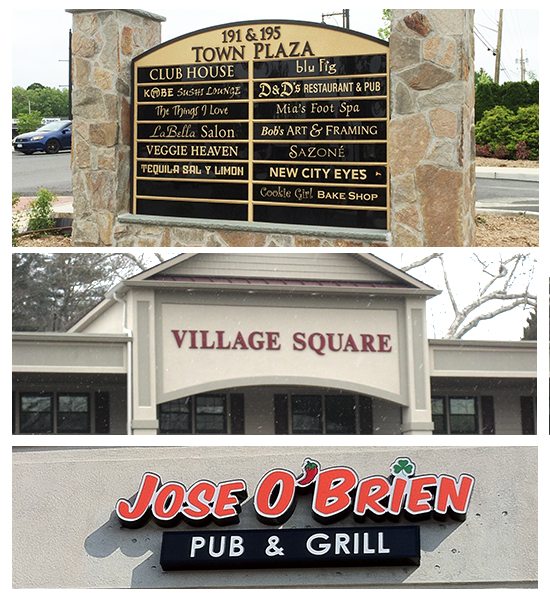 191 & 195
TOWN PLAZA
CLUB HOUSE
blu fig
KOBE SUSHI LOUNGE
D&D'S RESTAURANT & PUB
The Things I Love
Mia's Foot Spa
LaBella Salon
Bob's ART & FRAMING
VEGGIE HEAVEN
SAZONÉ
TEQUILA SAL Y LIMON
NEW CITY EYES
Cookie Girl BAKE SHOP
VILLAGE SQUARE
JOSE O'BRIEN
PUB & GRILL